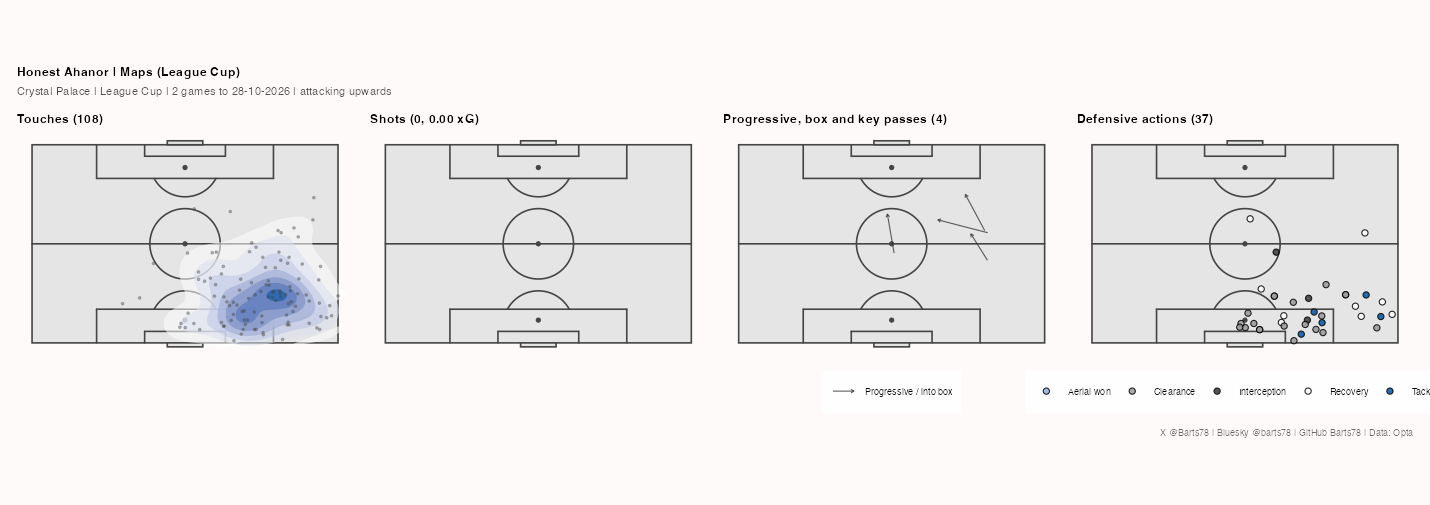 Honest Ahanor | Maps (League Cup)
Crystal Palace | League Cup | 2 games to 28-10-2026 | attacking upwards
Touches (108)
Shots (0, 0.00 xG)
Progressive, box and key passes (4)
Defensive actions (37)
Progressive / into box
Aerial won
Clearance
Interception
Recovery
Tack
X @Barts78 | Bluesky @barts78 | GitHub Barts78 | Data: Opta